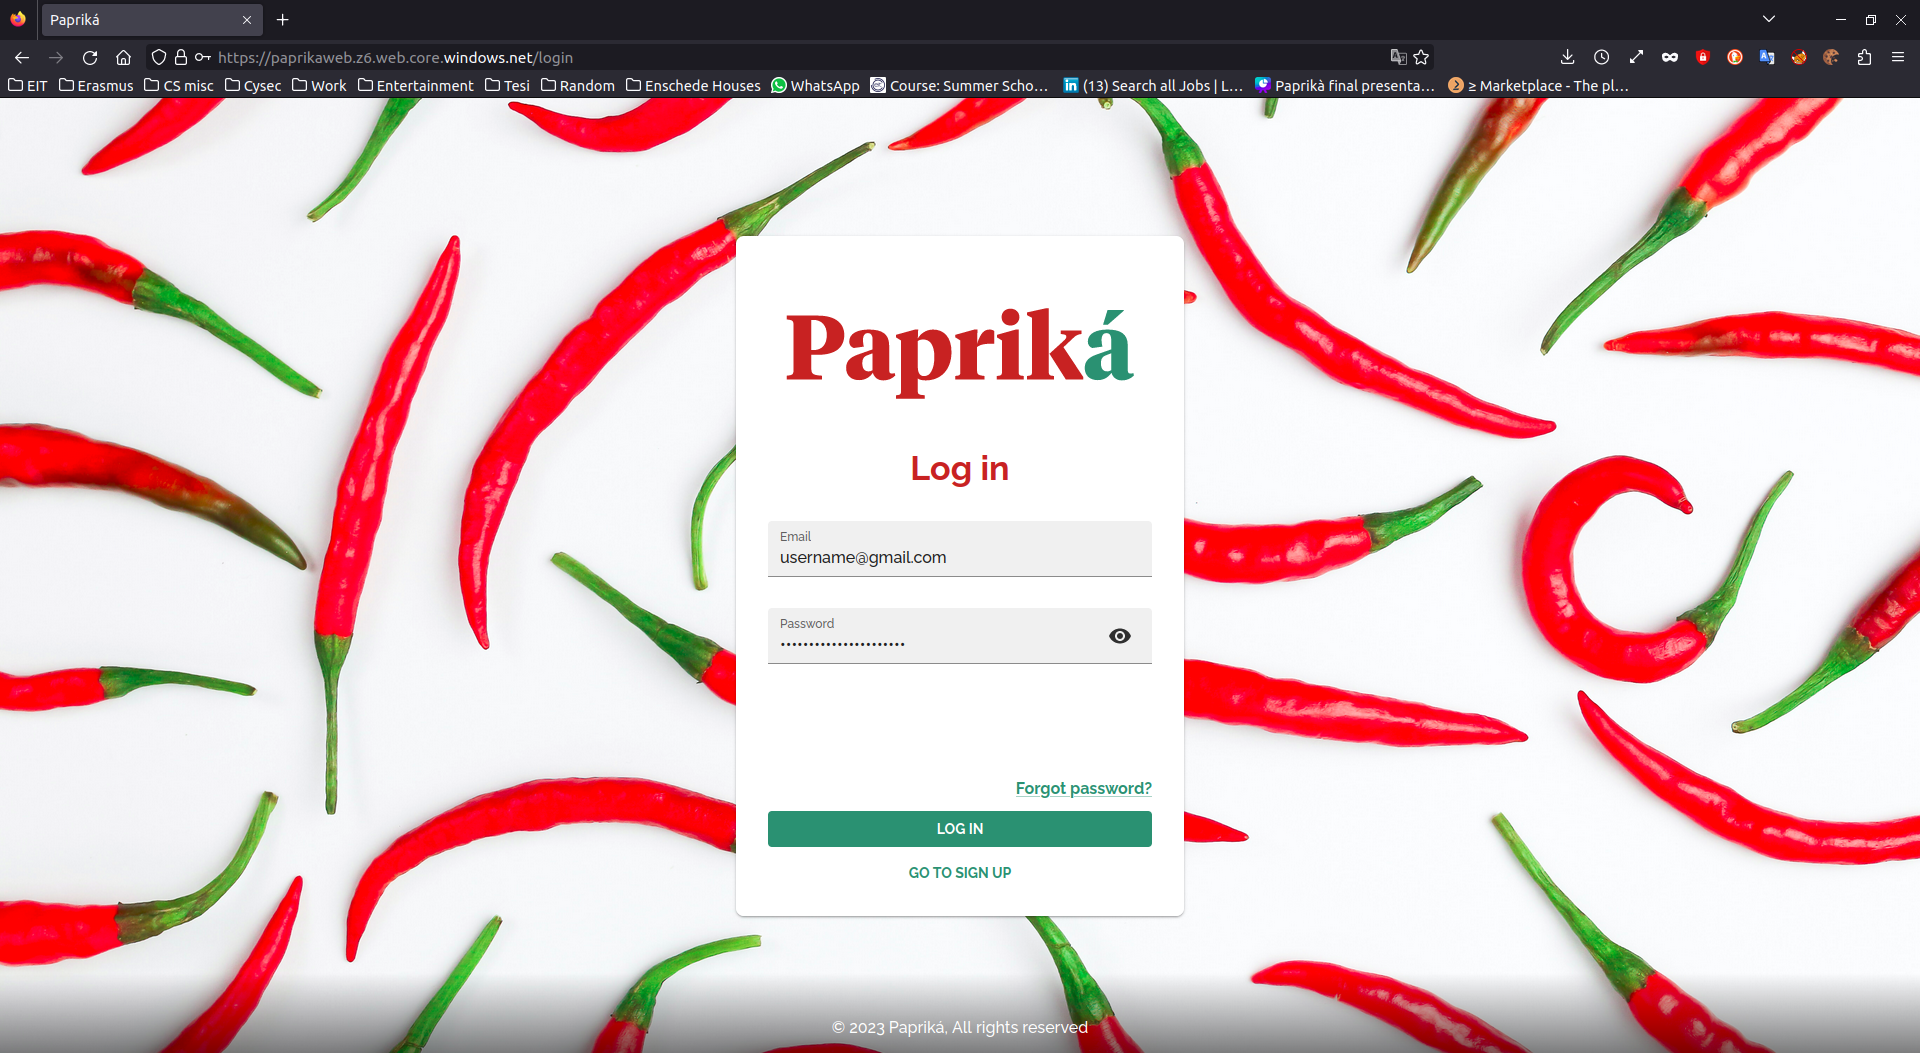 Papriká
https://paprikaweb.z6.web.core.windows.net/login
EIT Erasmus CS misc Cysec Work Entertainment Tesi Random Enschede Houses WhatsApp Course: Summer Scho… (13) Search all Jobs | L… Paprikà final presenta… ≥ Marketplace - The pl…
Papriká
Log in
Email
username@gmail.com
Password
••••••••••••••••••••••
Forgot password?
LOG IN
GO TO SIGN UP
© 2023 Papriká, All rights reserved